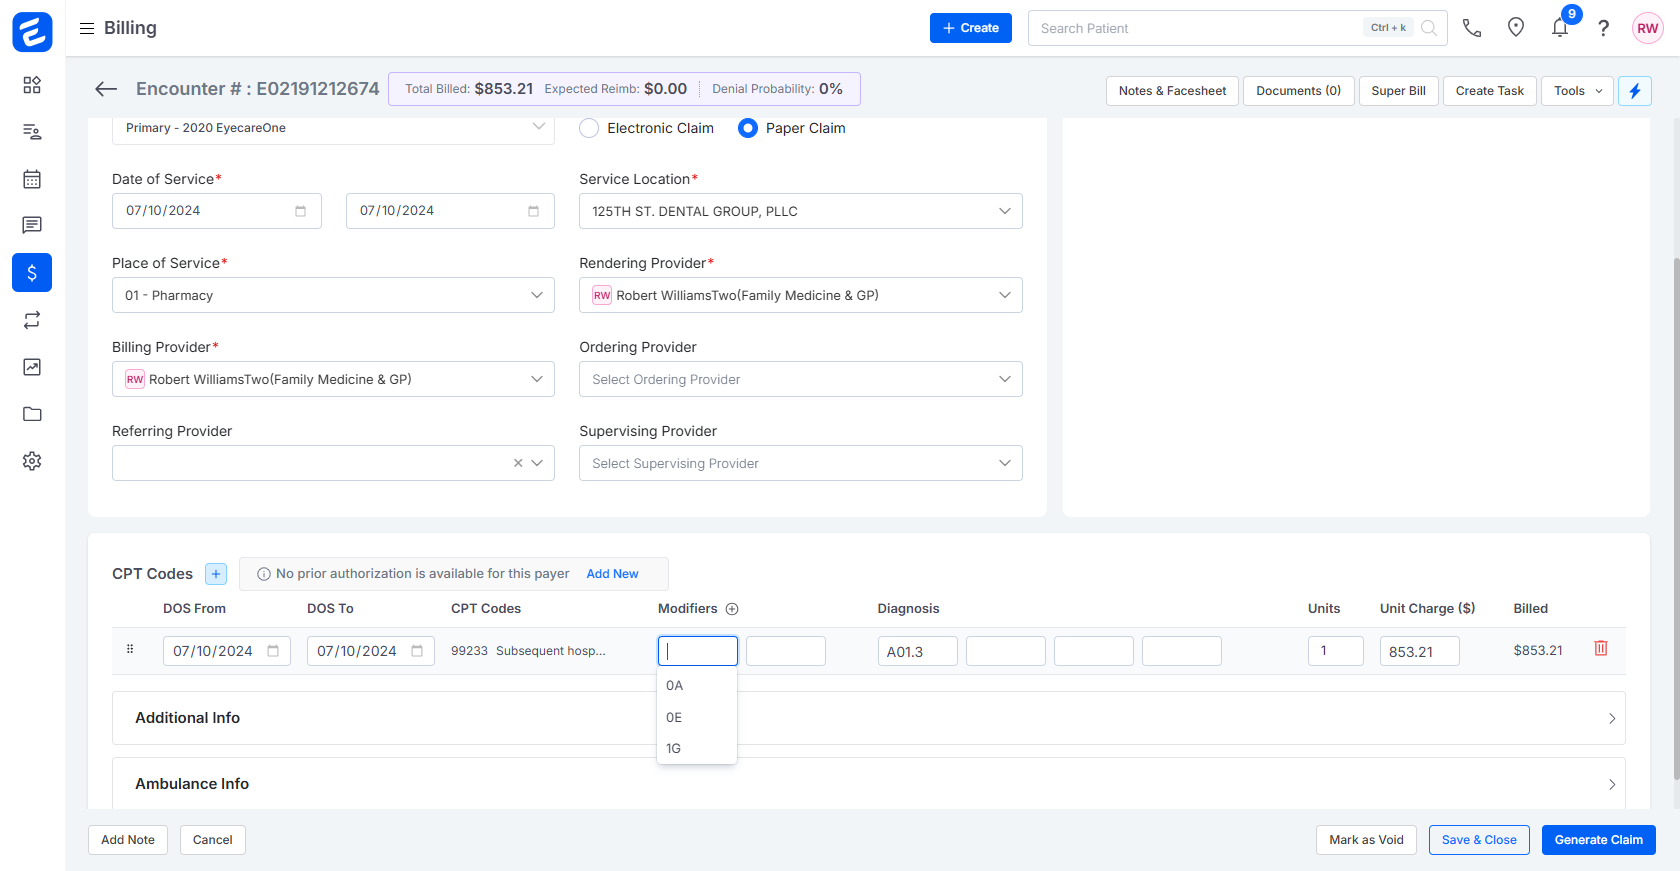 Billing
+ Create
Search Patient
Ctrl + k
9
?
RW
Encounter # : E02191212674
Total Billed: $853.21 Expected Reimb: $0.00 Denial Probability: 0%
Notes & Facesheet
Documents (0)
Super Bill
Create Task
Tools
Primary - 2020 EyecareOne
Electronic Claim
Paper Claim
Date of Service*
Service Location*
07/10/2024
07/10/2024
125TH ST. DENTAL GROUP, PLLC
Place of Service*
Rendering Provider*
01 - Pharmacy
RW Robert WilliamsTwo(Family Medicine & GP)
Billing Provider*
Ordering Provider
RW Robert WilliamsTwo(Family Medicine & GP)
Select Ordering Provider
Referring Provider
Supervising Provider
Select Supervising Provider
CPT Codes
+
No prior authorization is available for this payer Add New
DOS From DOS To CPT Codes Modifiers Diagnosis Units Unit Charge ($) Billed
07/10/2024 07/10/2024 99233 Subsequent hosp... A01.3 1 853.21 $853.21
0A
0E
1G
Additional Info
Ambulance Info
Add Note
Cancel
Mark as Void
Save & Close
Generate Claim